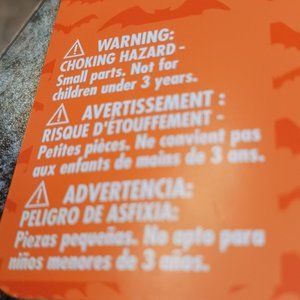 WARNING:
CHOKING HAZARD -
Small parts. Not for
children under 3 years.
AVERTISSEMENT :
RISQUE D'ÉTOUFFEMENT -
Petites pièces. Ne convient pas
aux enfants de moins de 3 ans.
ADVERTENCIA:
PELIGRO DE ASFIXIA:
Piezas pequeñas. No apto para
niños menores de 3 años.